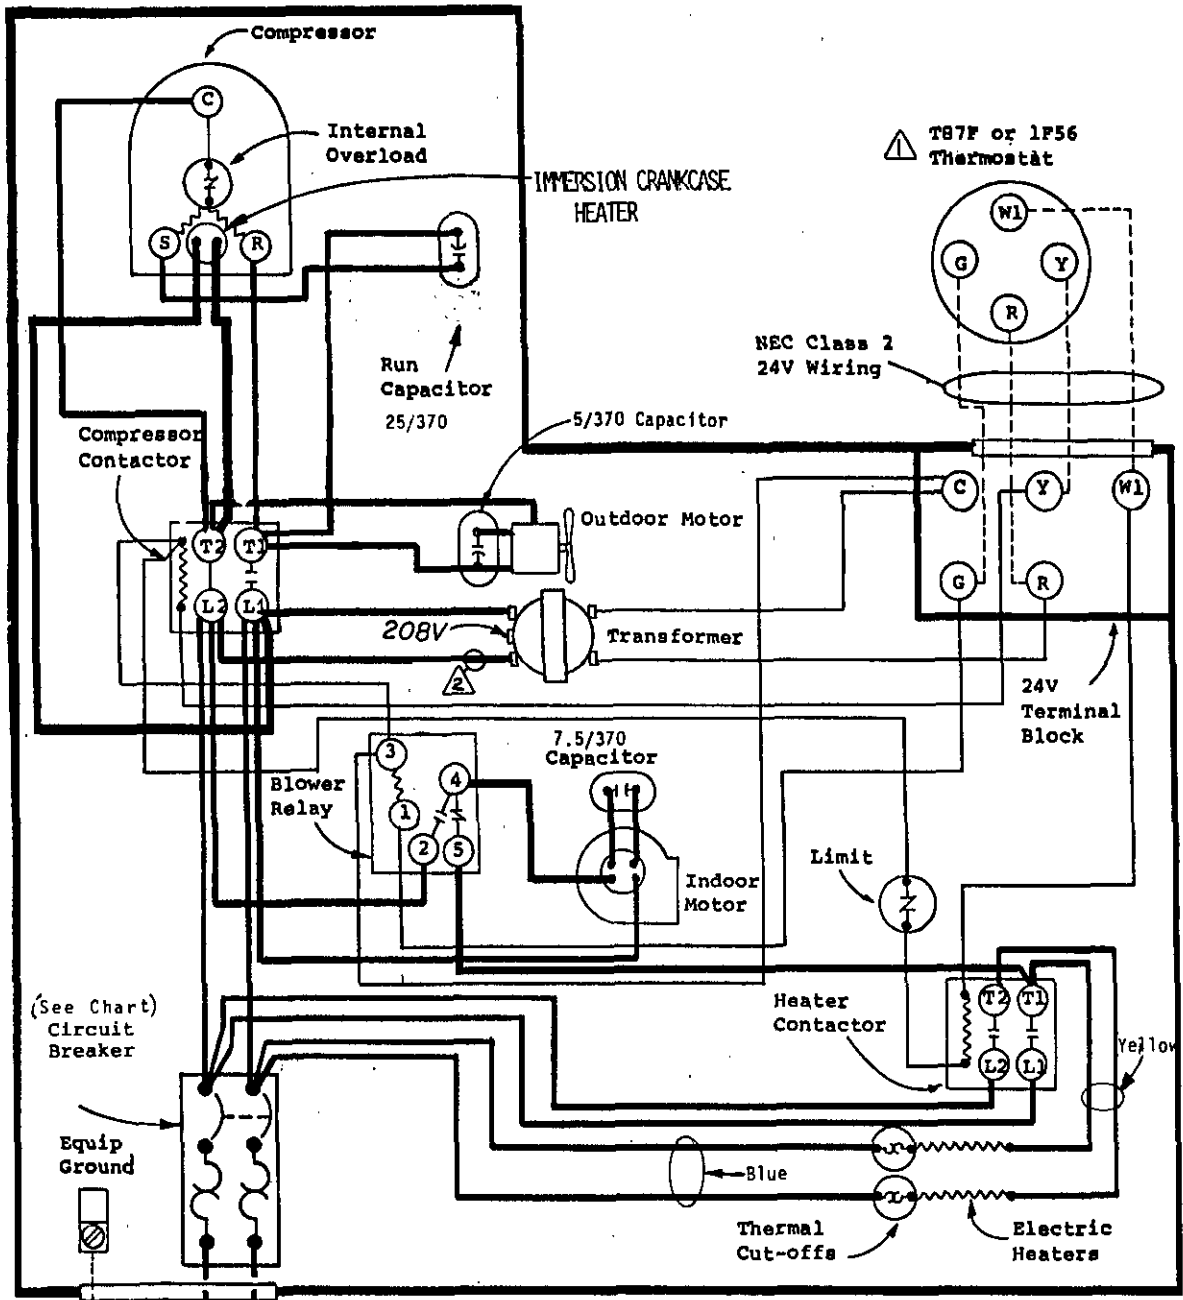 Compressor
C
Internal
Overload
IMMERSION CRANKCASE
HEATER
S
R
Run
Capacitor
25/370
5/370 Capacitor
Compressor
Contactor
T2
T1
L2
L1
Outdoor Motor
208V
Transformer
2
1
T87F or 1F56
Thermostat
W1
G
Y
R
NEC Class 2
24V Wiring
C
Y
W1
G
R
24V
Terminal
Block
7.5/370
Capacitor
Blower
Relay
3
4
1
2
5
Indoor
Motor
Limit
(See Chart)
Circuit
Breaker
Heater
Contactor
T2
T1
L2
L1
Yellow
Equip
Ground
Blue
Thermal
Cut-offs
Electric
Heaters